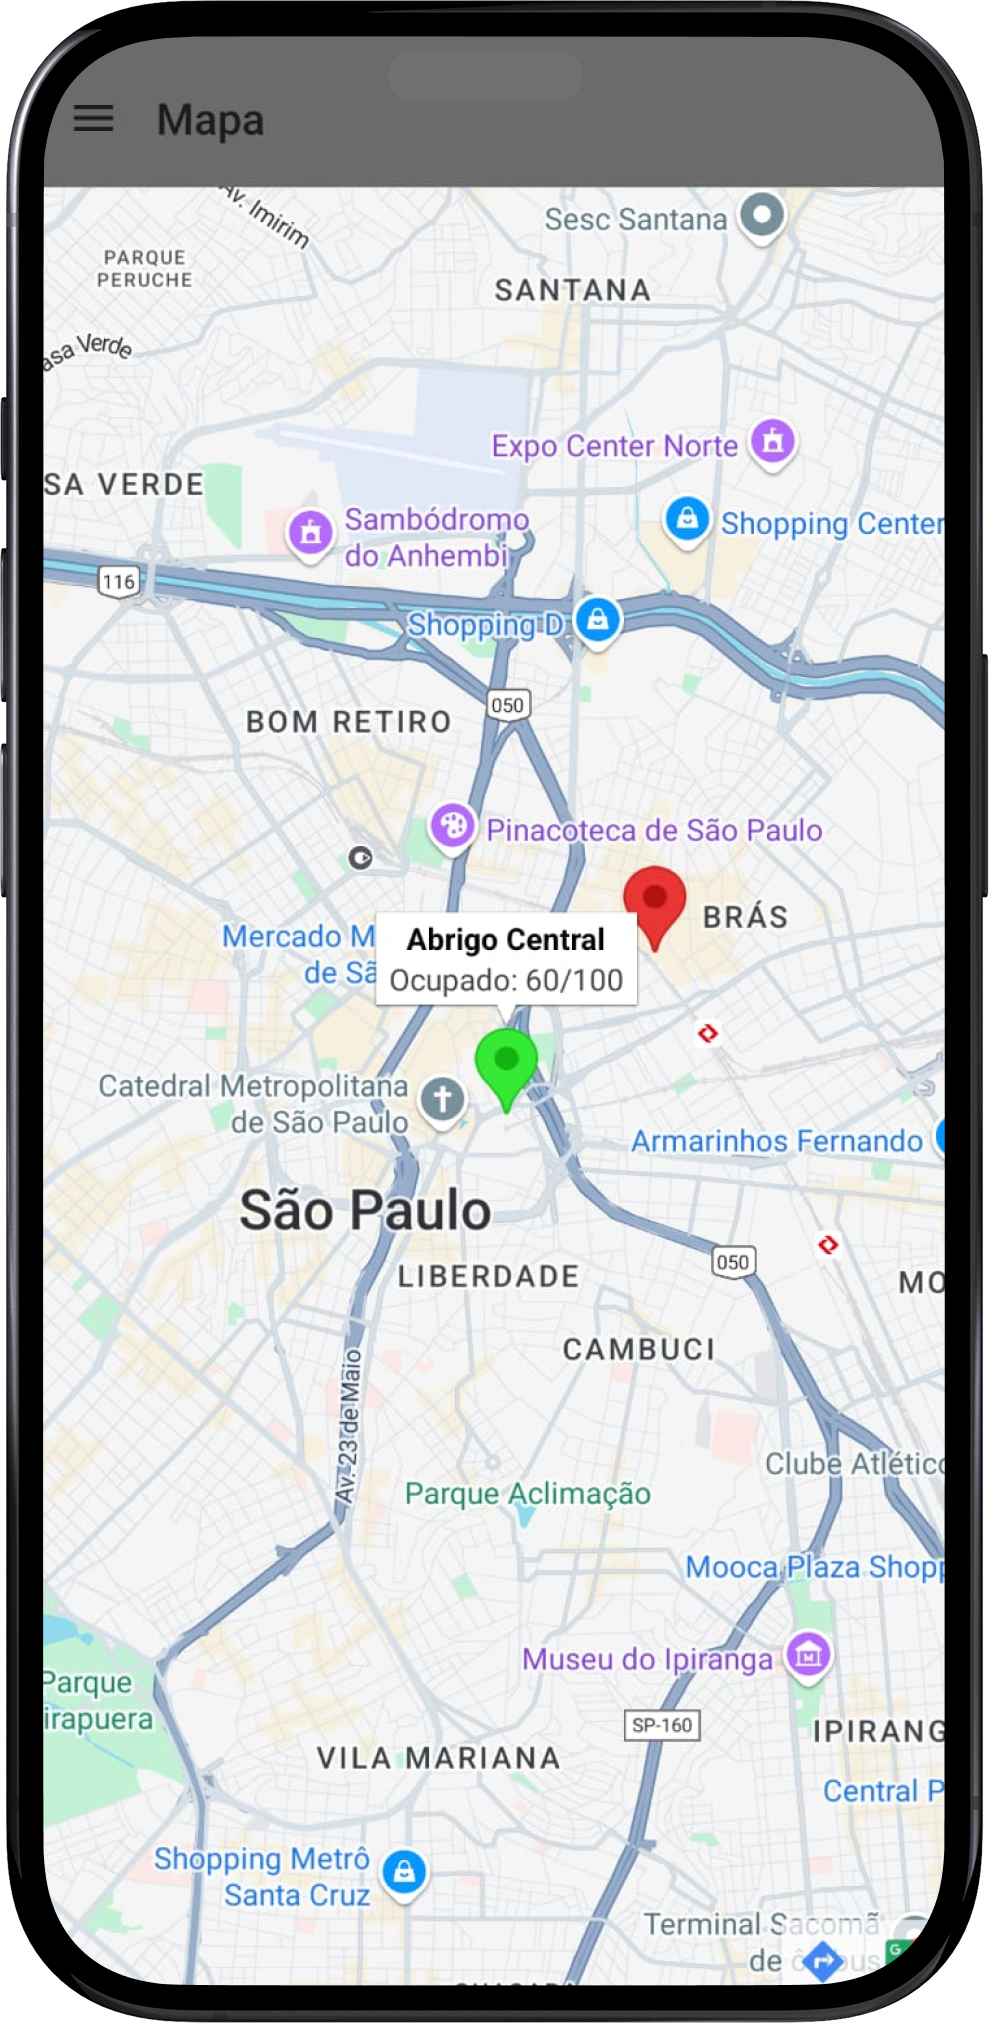 Mapa
Av. Imirim
Sesc Santana
PARQUE
PERUCHE
SANTANA
asa Verde
Expo Center Norte
SA VERDE
Sambódromo
do Anhembi
Shopping Center
116
Shopping D
050
BOM RETIRO
Pinacoteca de São Paulo
BRÁS
Mercado M
de Sã
Abrigo Central
Ocupado: 60/100
Catedral Metropolitana
de São Paulo
Armarinhos Fernando
São Paulo
050
LIBERDADE
MO
CAMBUCI
Av. 23 de Maio
Clube Atlético
Parque Aclimação
Mooca Plaza Shopp
Museu do Ipiranga
Parque
irapuera
SP-160
IPIRANG
VILA MARIANA
Central P
Shopping Metrô
Santa Cruz
Terminal Sacomã
de ônibus
G